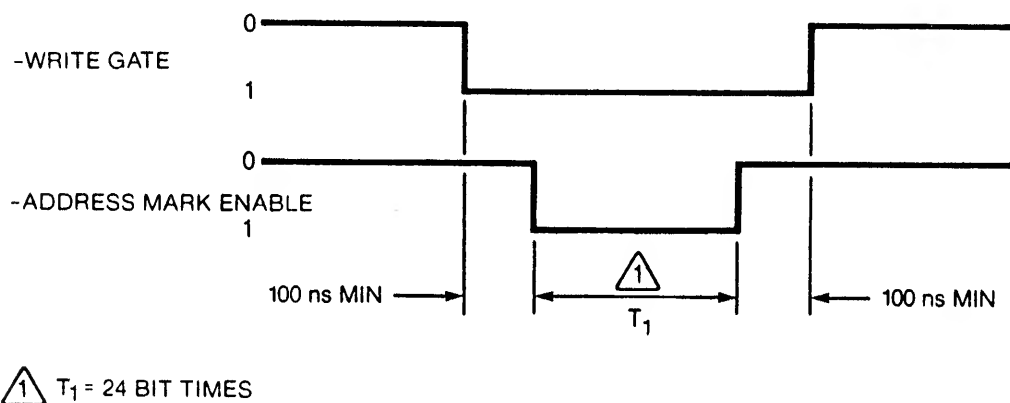 0
-WRITE GATE
1
0
-ADDRESS MARK ENABLE
1
1
100 ns MIN
100 ns MIN
T1
1 T1 = 24 BIT TIMES